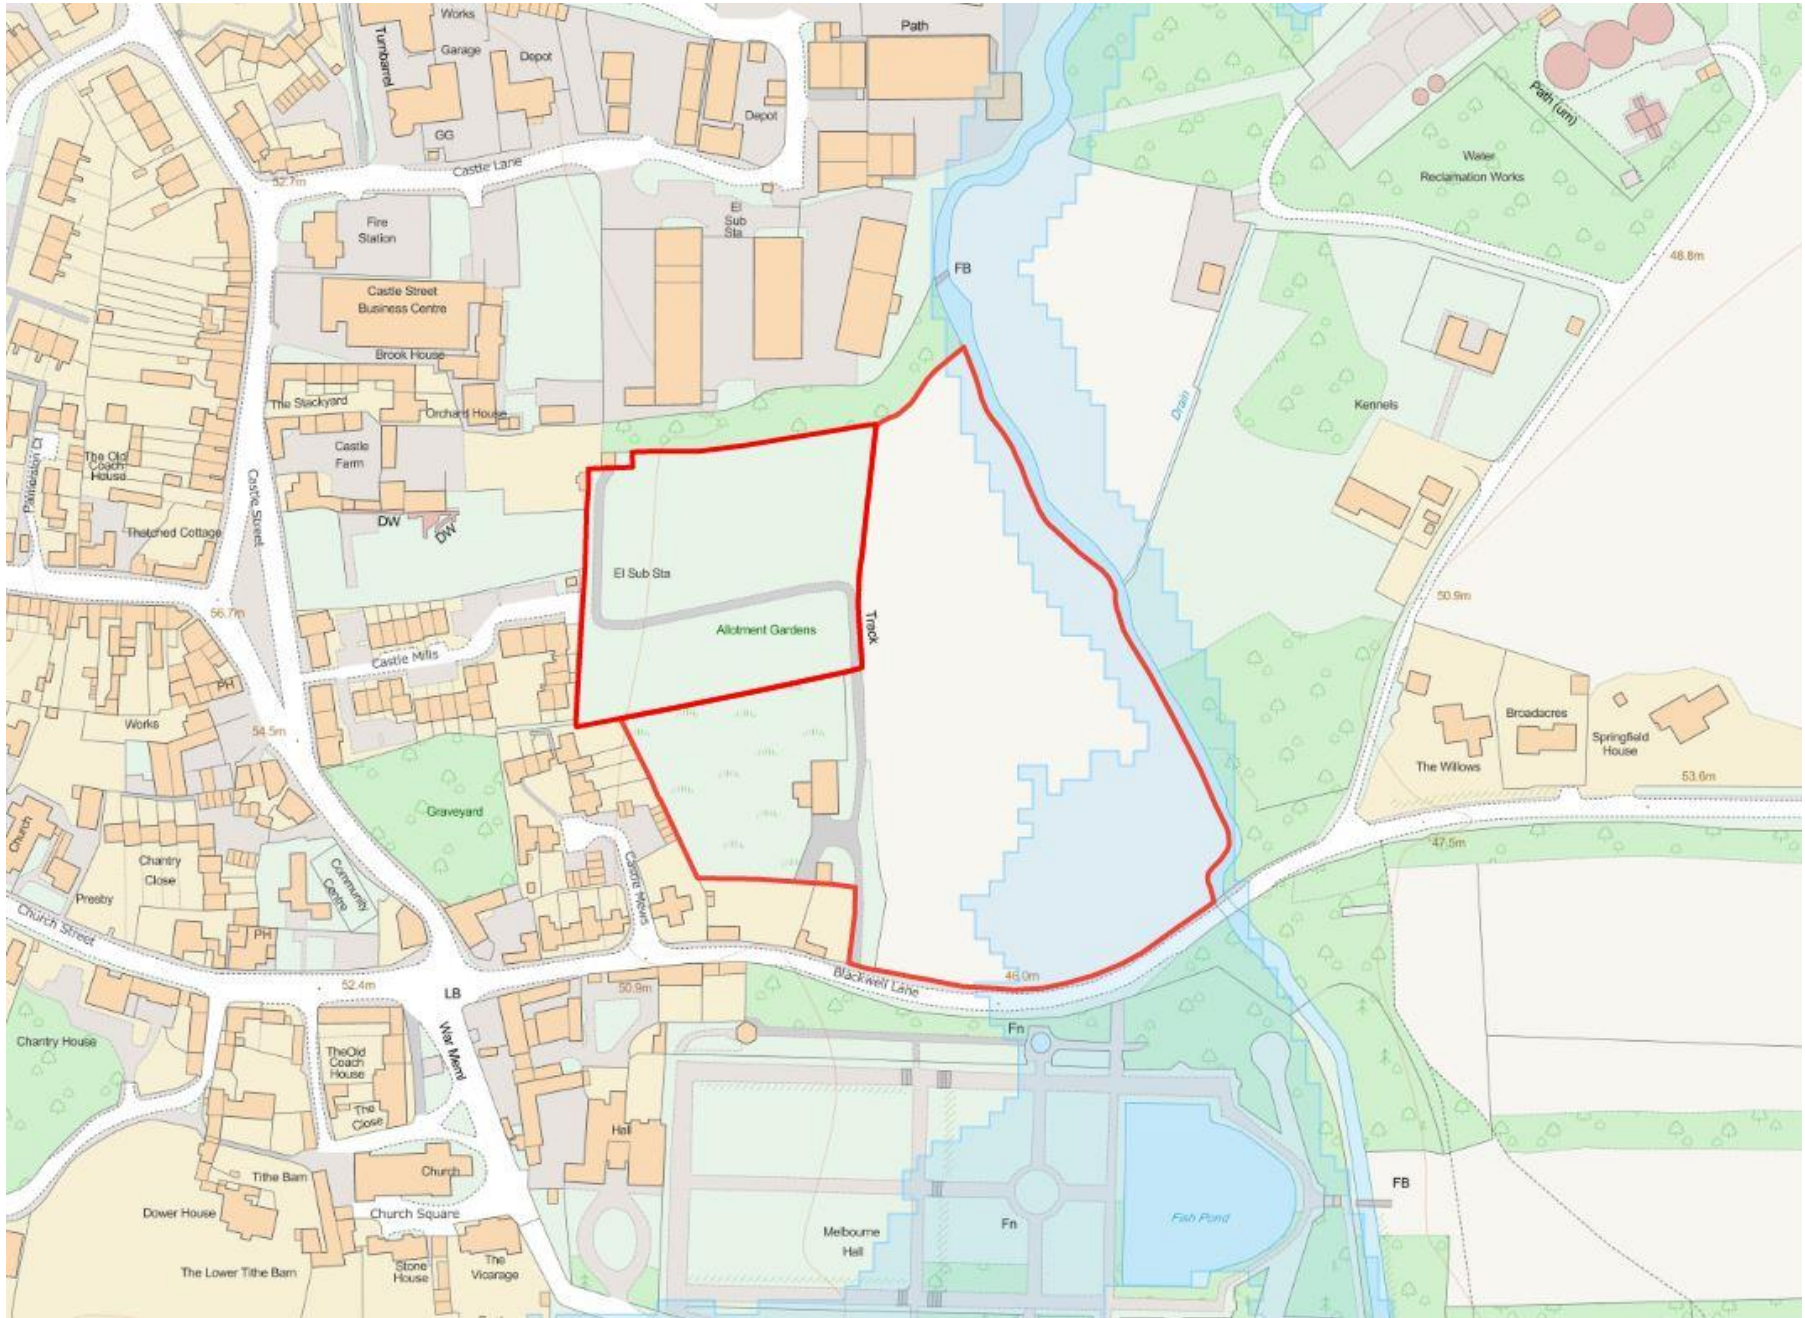 Works
Path
Turnbarrel
Garage
Depot
Depot
GG
Castle Lane
52.7m
Path (um)
Water
Reclamation Works
Fire
Station
El
Sub
Sta
48.8m
FB
Castle Street
Business Centre
Brook House
The Stackyard
Orchard House
Kennels
Drain
Castle
Farm
Palmerston Ct
The Old
Coach
House
Castle Street
DW
DW
Thatched Cottage
El Sub Sta
50.9m
56.7m
Allotment Gardens
Track
Castle Mills
PH
Works
54.5m
Broadacres
Springfield
House
The Willows
53.6m
Graveyard
Church
47.5m
Chantry
Close
Community
Centre
Castle Mews
Presby
Church Street
PH
Blackwell Lane
46.0m
52.4m
LB
50.9m
Fn
War Meml
Chantry House
TheOld
Coach
House
The
Close
Hall
Church
Tithe Barn
FB
Dower House
Church Square
Fn
Fish Pond
Melbourne
Hall
The Lower Tithe Barn
Stone
House
The
Vicarage